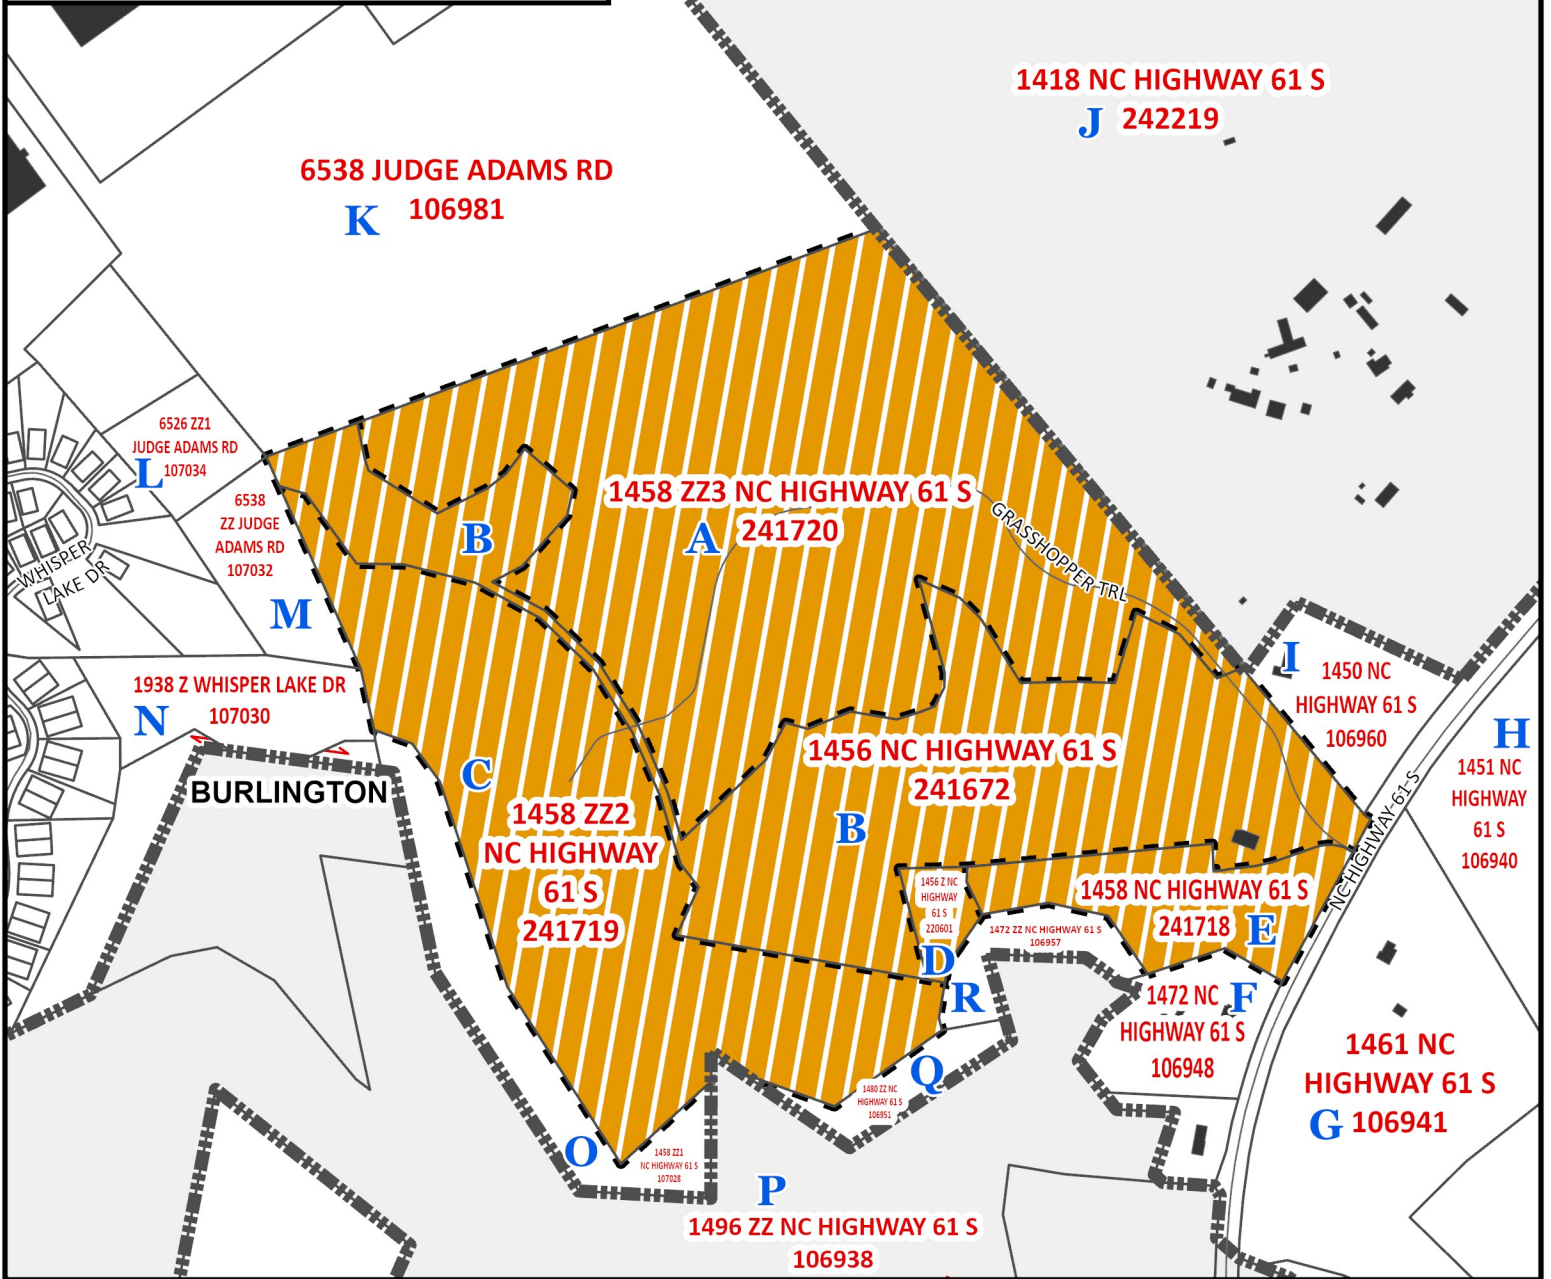 1418 NC HIGHWAY 61 S
J 242219
6538 JUDGE ADAMS RD
K 106981
6526 ZZ1
JUDGE ADAMS RD
L 107034
6538
ZZ JUDGE
ADAMS RD
107032
M
WHISPER
LAKE DR
B
1458 ZZ3 NC HIGHWAY 61 S
A 241720
GRASSHOPPER TRL
1938 Z WHISPER LAKE DR
N 107030
BURLINGTON
I
1450 NC
HIGHWAY 61 S
106960
H
1451 NC
HIGHWAY
61 S
106940
NC HIGHWAY 61 S
1456 NC HIGHWAY 61 S
241672
B
C
1458 ZZ2
NC HIGHWAY
61 S
241719
1456 Z NC
HIGHWAY
61 S
220601
D
1458 NC HIGHWAY 61 S
241718 E
1472 ZZ NC HIGHWAY 61 S
106957
R
1472 NC F
HIGHWAY 61 S
106948
1461 NC
HIGHWAY 61 S
G 106941
Q
1480 ZZ NC
HIGHWAY 61 S
106951
O
1458 ZZ1
NC HIGHWAY 61 S
107028
P
1496 ZZ NC HIGHWAY 61 S
106938